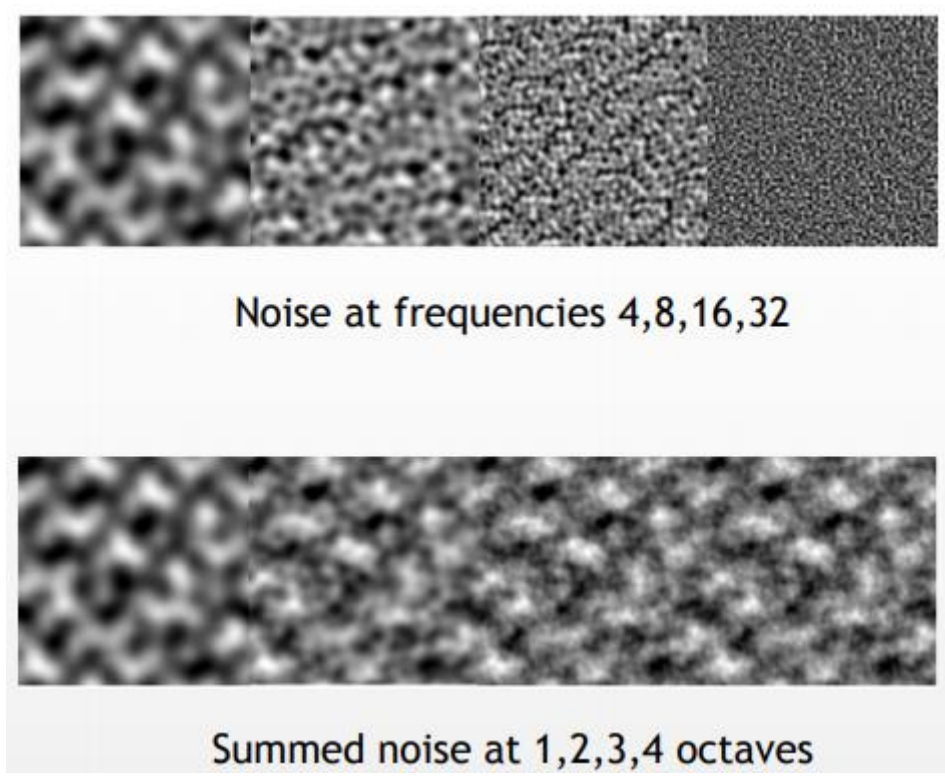 Noise at frequencies 4,8,16,32
Summed noise at 1,2,3,4 octaves